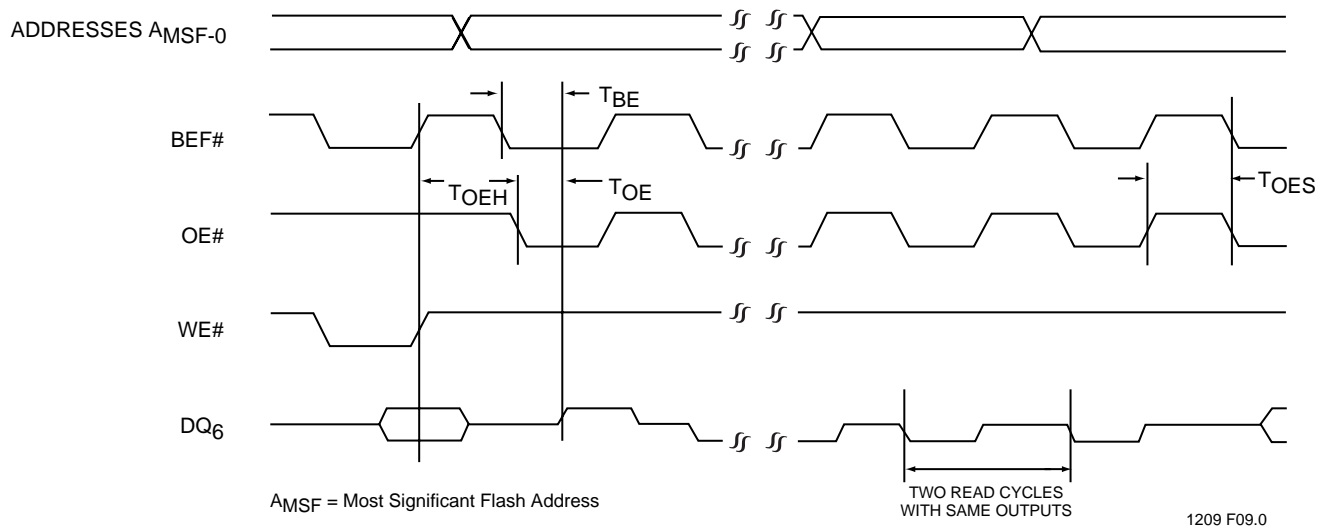 ADDRESSES AMSF-0
TBE
BEF#
TOEH
TOE
TOES
OE#
WE#
DQ6
AMSF = Most Significant Flash Address
TWO READ CYCLES
WITH SAME OUTPUTS
1209 F09.0